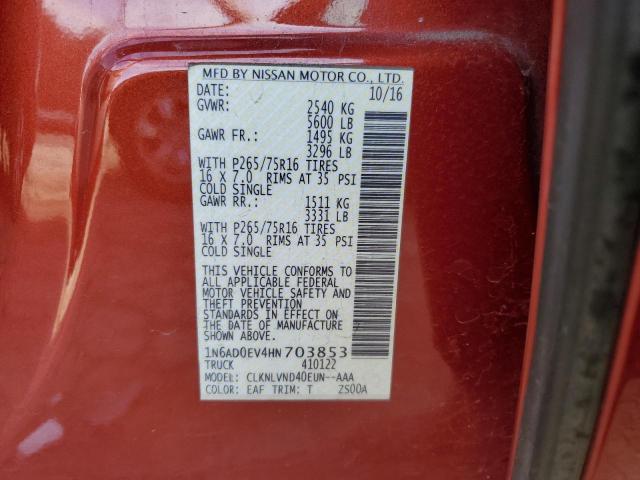 MFD BY NISSAN MOTOR CO., LTD.
DATE: 10/16
GVWR: 2540 KG
5600 LB
GAWR FR.: 1495 KG
3296 LB
WITH P265/75R16 TIRES
16 X 7.0 RIMS AT 35 PSI
COLD SINGLE
GAWR RR.: 1511 KG
3331 LB
WITH P265/75R16 TIRES
16 X 7.0 RIMS AT 35 PSI
COLD SINGLE
THIS VEHICLE CONFORMS TO
ALL APPLICABLE FEDERAL
MOTOR VEHICLE SAFETY AND
THEFT PREVENTION
STANDARDS IN EFFECT ON
THE DATE OF MANUFACTURE
SHOWN ABOVE.
1N6AD0EV4HN703853
TRUCK 410122
MODEL: CLKNLVND40EUN--AAA
COLOR: EAF TRIM: T ZS00A